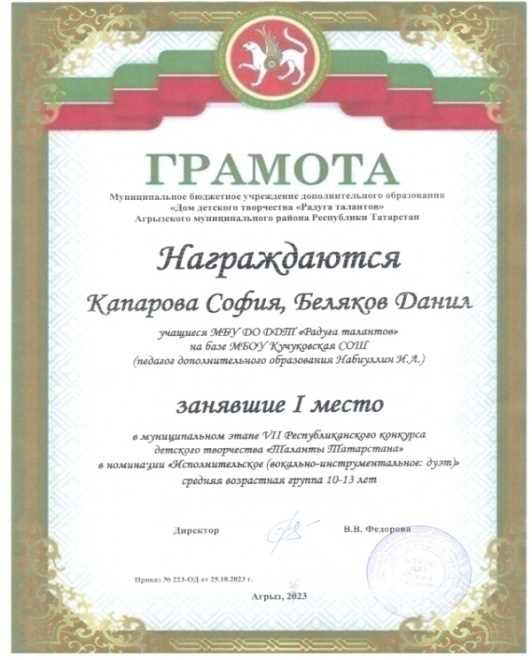 ГРАМОТА
Муниципальное бюджетное учреждение дополнительного образования
«Дом детского творчества «Радуга талантов»
Агрызского муниципального района Республики Татарстан
Награждаются
Капарова София, Беляков Данил
учащиеся МБУ ДО ДДТ «Радуга талантов»
на базе МБОУ Кучуковская СОШ
(педагог дополнительного образования Набиуллин И.А.)
занявшие I место
в муниципальном этапе VII Республиканского конкурса
детского творчества «Таланты Татарстана»
в номинации «Исполнительское (вокально-инструментальное: дуэт)»
средняя возрастная группа 10-13 лет
Директор В.В. Федорова
Приказ № 223-ОД от 25.10.2023 г.
Агрыз, 2023